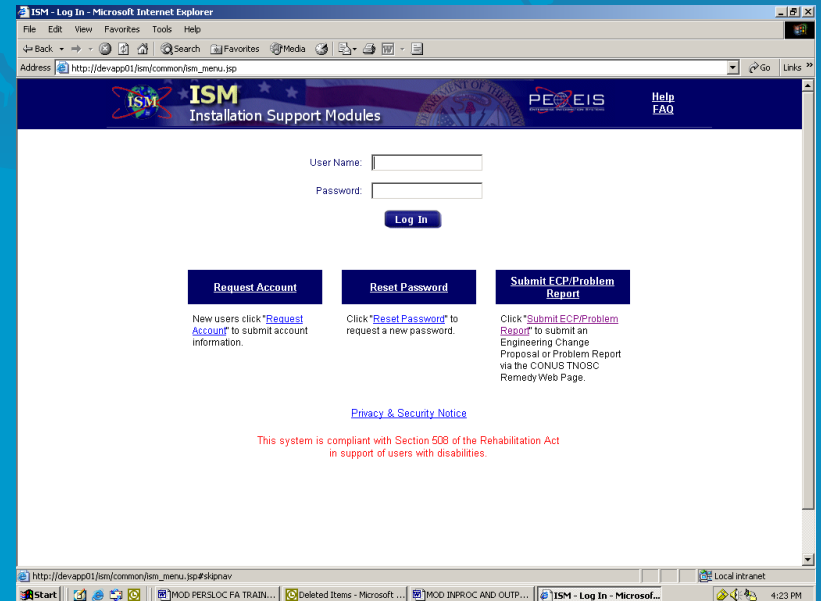 ISM - Log In - Microsoft Internet Explorer
File Edit View Favorites Tools Help
Back Search Favorites Media
Address http://devapp01/ism/common/ism_menu.jsp Go Links »
ISM ISM PEOEIS Help
Installation Support Modules FAQ
User Name:
Password:
Log In
Request Account Reset Password Submit ECP/Problem
Report
New users click "Request Click "Reset Password" to Click "Submit ECP/Problem
Account" to submit account request a new password. Report" to submit an
information. Engineering Change
Proposal or Problem Report
via the CONUS TNOSC
Remedy Web Page.
Privacy & Security Notice
This system is compliant with Section 508 of the Rehabilitation Act
in support of users with disabilities.
http://devapp01/ism/common/ism_menu.jsp#skipnav Local intranet
Start MOD PERSLOC FA TRAIN... Deleted Items - Microsoft ... MOD INPROC AND OUTP... ISM - Log In - Microsof... 4:23 PM